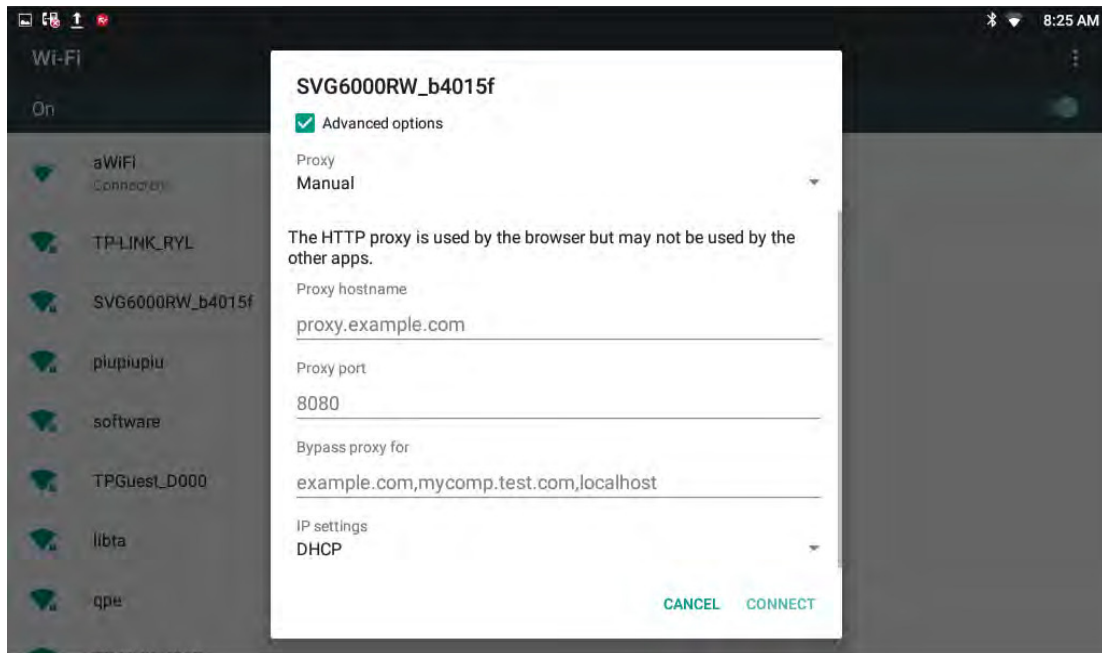 8:25 AM
Wi-Fi
On
SVG6000RW_b4015f
Advanced options
Proxy
Manual
The HTTP proxy is used by the browser but may not be used by the
other apps.
Proxy hostname
proxy.example.com
Proxy port
8080
Bypass proxy for
example.com,mycomp.test.com,localhost
IP settings
DHCP
CANCEL CONNECT
aWiFi
Connected
TP-LINK_RYL
SVG6000RW_b4015f
piupiupiu
software
TPGuest_D000
libta
qpe